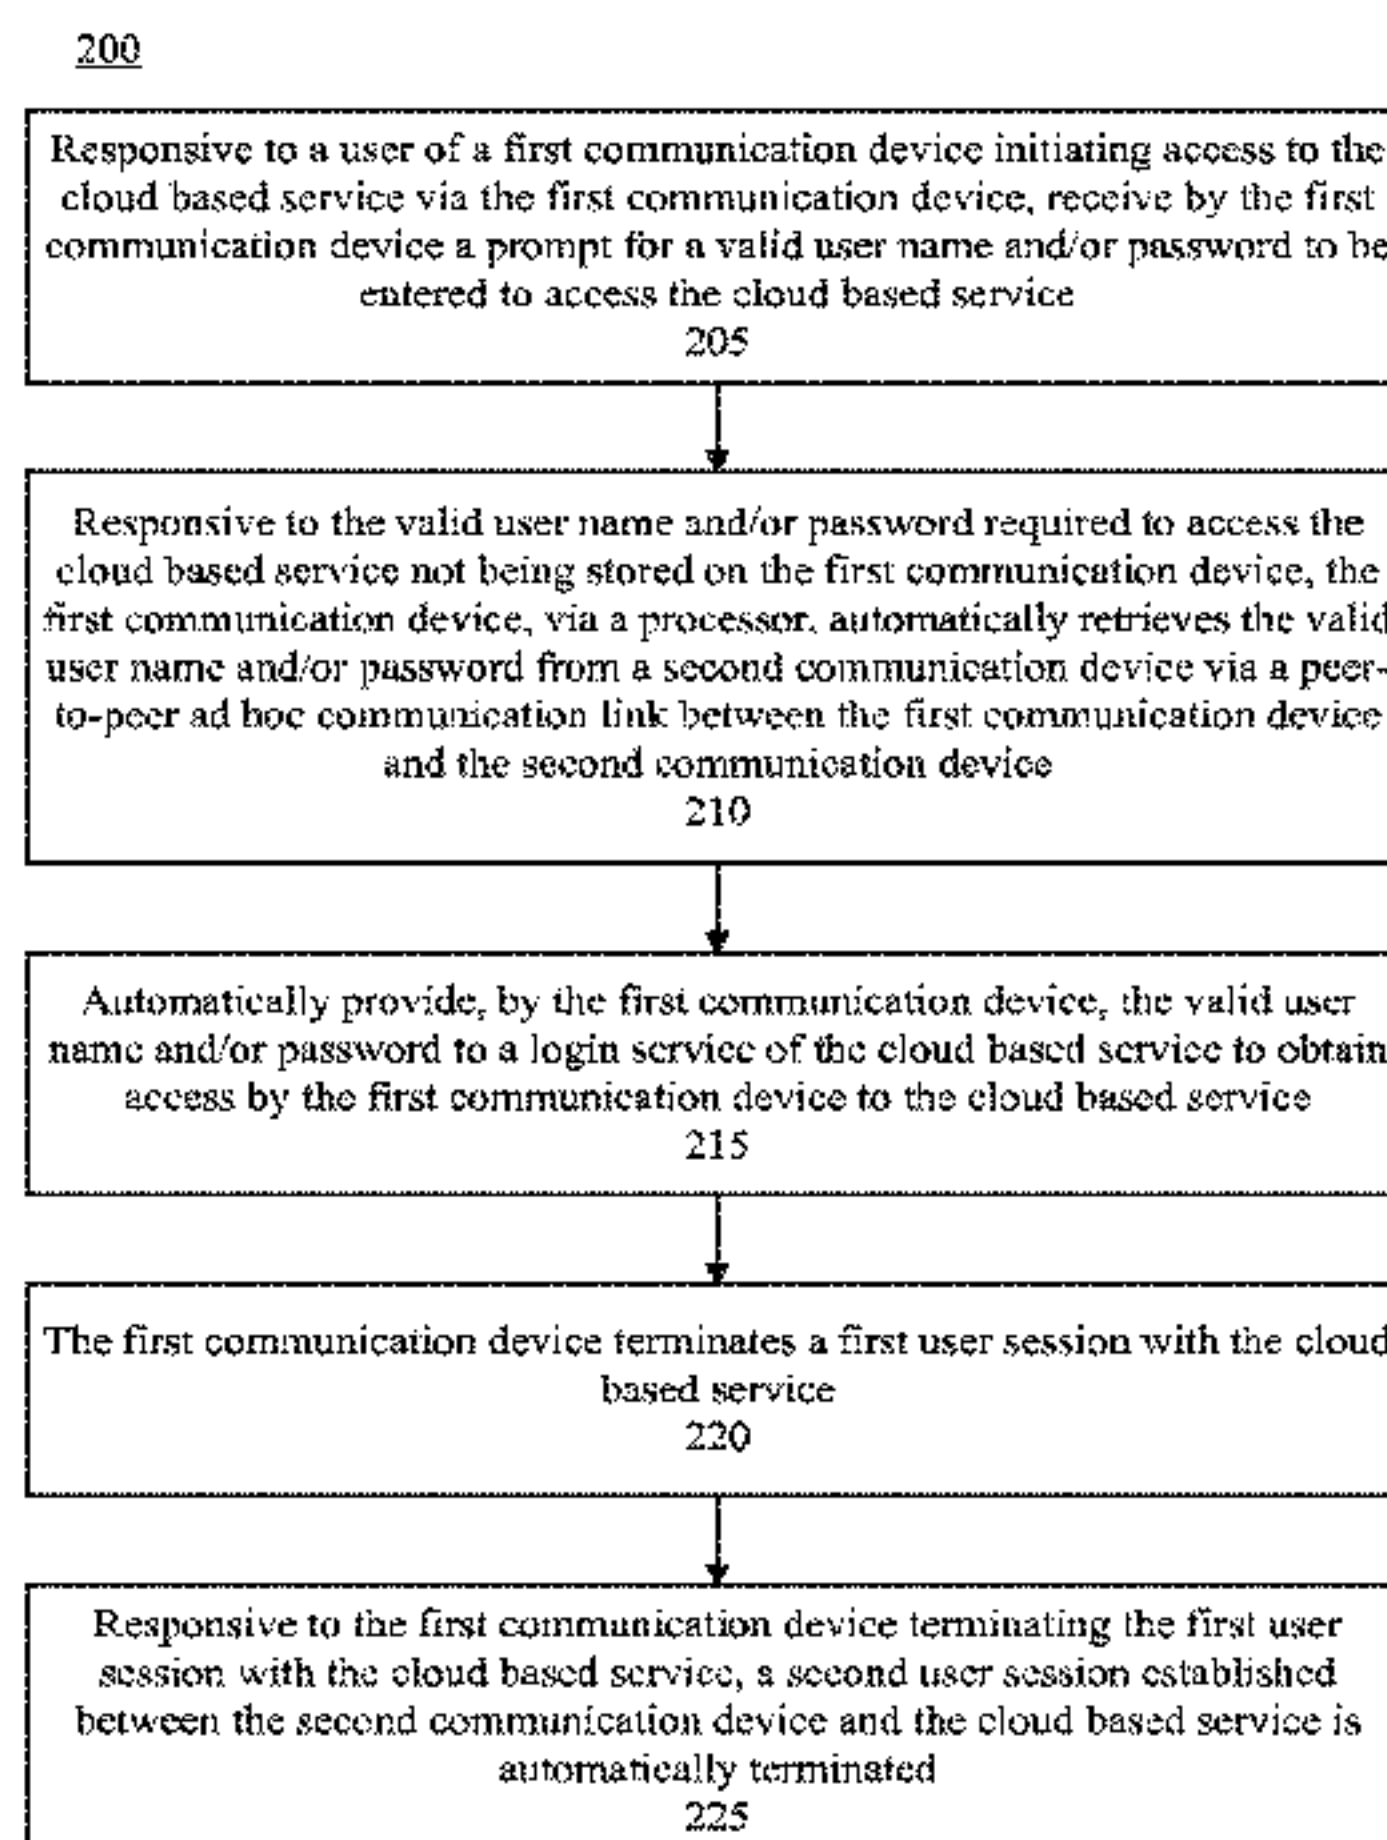 200
Responsive to a user of a first communication device initiating access to the
cloud based service via the first communication device, receive by the first
communication device a prompt for a valid user name and/or password to be
entered to access the cloud based service
205
Responsive to the valid user name and/or password required to access the
cloud based service not being stored on the first communication device, the
first communication device, via a processor, automatically retrieves the valid
user name and/or password from a second communication device via a peer-
to-peer ad hoc communication link between the first communication device
and the second communication device
210
Automatically provide, by the first communication device, the valid user
name and/or password to a login service of the cloud based service to obtain
access by the first communication device to the cloud based service
215
The first communication device terminates a first user session with the cloud
based service
220
Responsive to the first communication device terminating the first user
session with the cloud based service, a second user session established
between the second communication device and the cloud based service is
automatically terminated
225